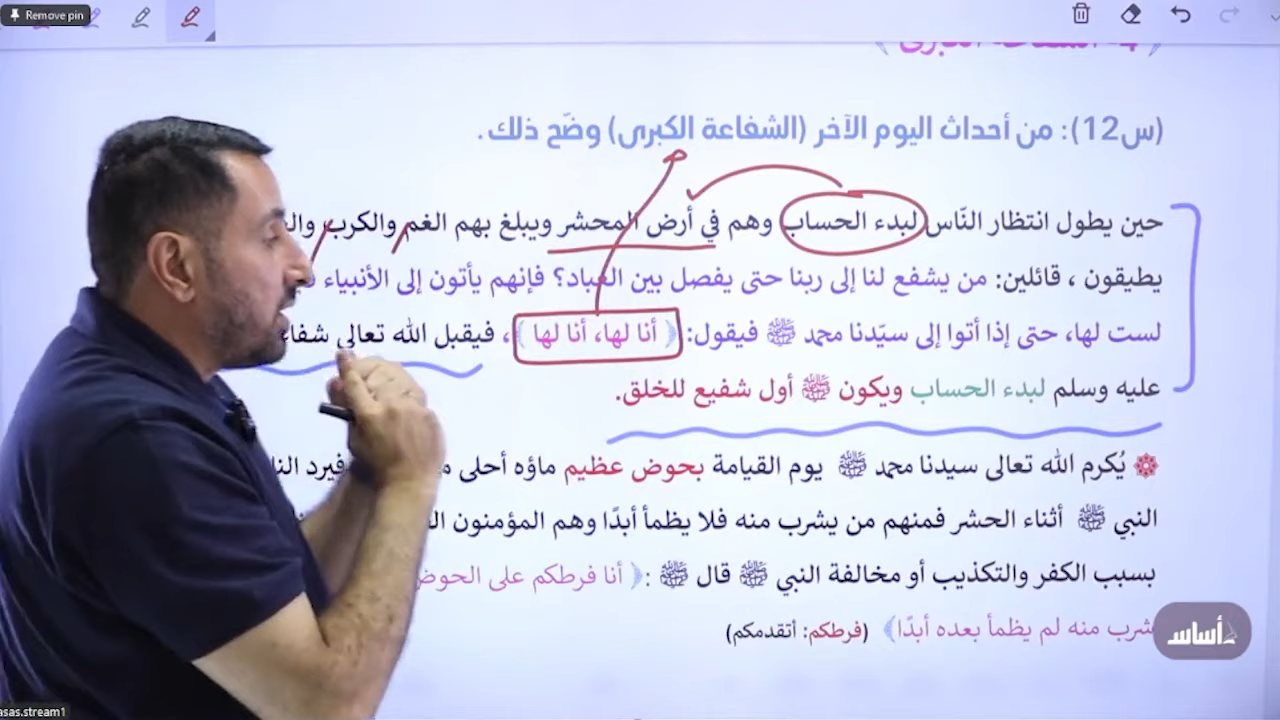 Remove pin
4- الشفاعة الكبرى
(س12): من أحداث اليوم الآخر (الشفاعة الكبرى) وضّح ذلك.
حين يطول انتظار النّاس لبدء الحساب وهم في أرض المحشر ويبلغ بهم الغم والكرب
يطيقون ، قائلين: من يشفع لنا إلى ربنا حتى يفصل بين العباد؟ فإنهم يأتون إلى الأنبياء
لست لها، حتى إذا أتوا إلى سيّدنا محمد ﷺ فيقول: ﴿ أنا لها، أنا لها ﴾، فيقبل الله تعالى
عليه وسلم لبدء الحساب ويكون ﷺ أول شفيع للخلق.
يُكرم الله تعالى سيدنا محمد ﷺ يوم القيامة بحوض عظيم ماؤه أحلى فيرد
النبي ﷺ أثناء الحشر فمنهم من يشرب منه فلا يظمأ أبدًا وهم المؤمنون
بسبب الكفر والتكذيب أو مخالفة النبي ﷺ قال ﷺ :﴿ أنا فرطكم على الحوض
شرب منه لم يظمأ بعده أبدًا﴾ (فرطكم: أتقدمكم)
أساس
asas.stream1